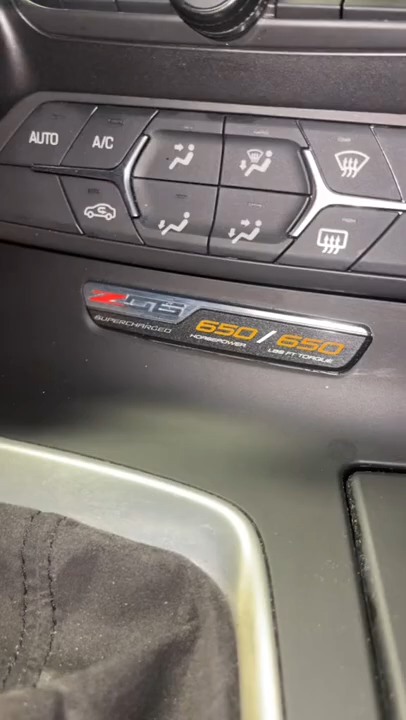 AUTO
A/C
Z06
SUPERCHARGED
650 / 650
HORSEPOWER
LBS FT TORQUE